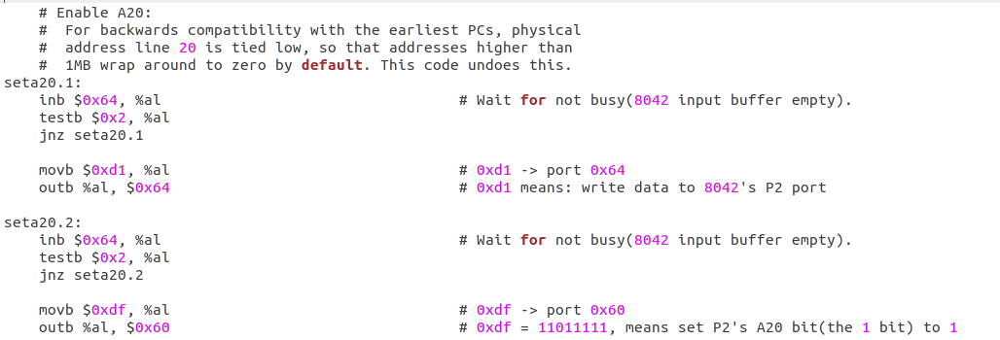 # Enable A20:
#  For backwards compatibility with the earliest PCs, physical
#  address line 20 is tied low, so that addresses higher than
#  1MB wrap around to zero by default. This code undoes this.
seta20.1:
inb $0x64, %al # Wait for not busy(8042 input buffer empty).
testb $0x2, %al
jnz seta20.1
movb $0xd1, %al # 0xd1 -> port 0x64
outb %al, $0x64 # 0xd1 means: write data to 8042's P2 port
seta20.2:
inb $0x64, %al # Wait for not busy(8042 input buffer empty).
testb $0x2, %al
jnz seta20.2
movb $0xdf, %al # 0xdf -> port 0x60
outb %al, $0x60 # 0xdf = 11011111, means set P2's A20 bit(the 1 bit) to 1